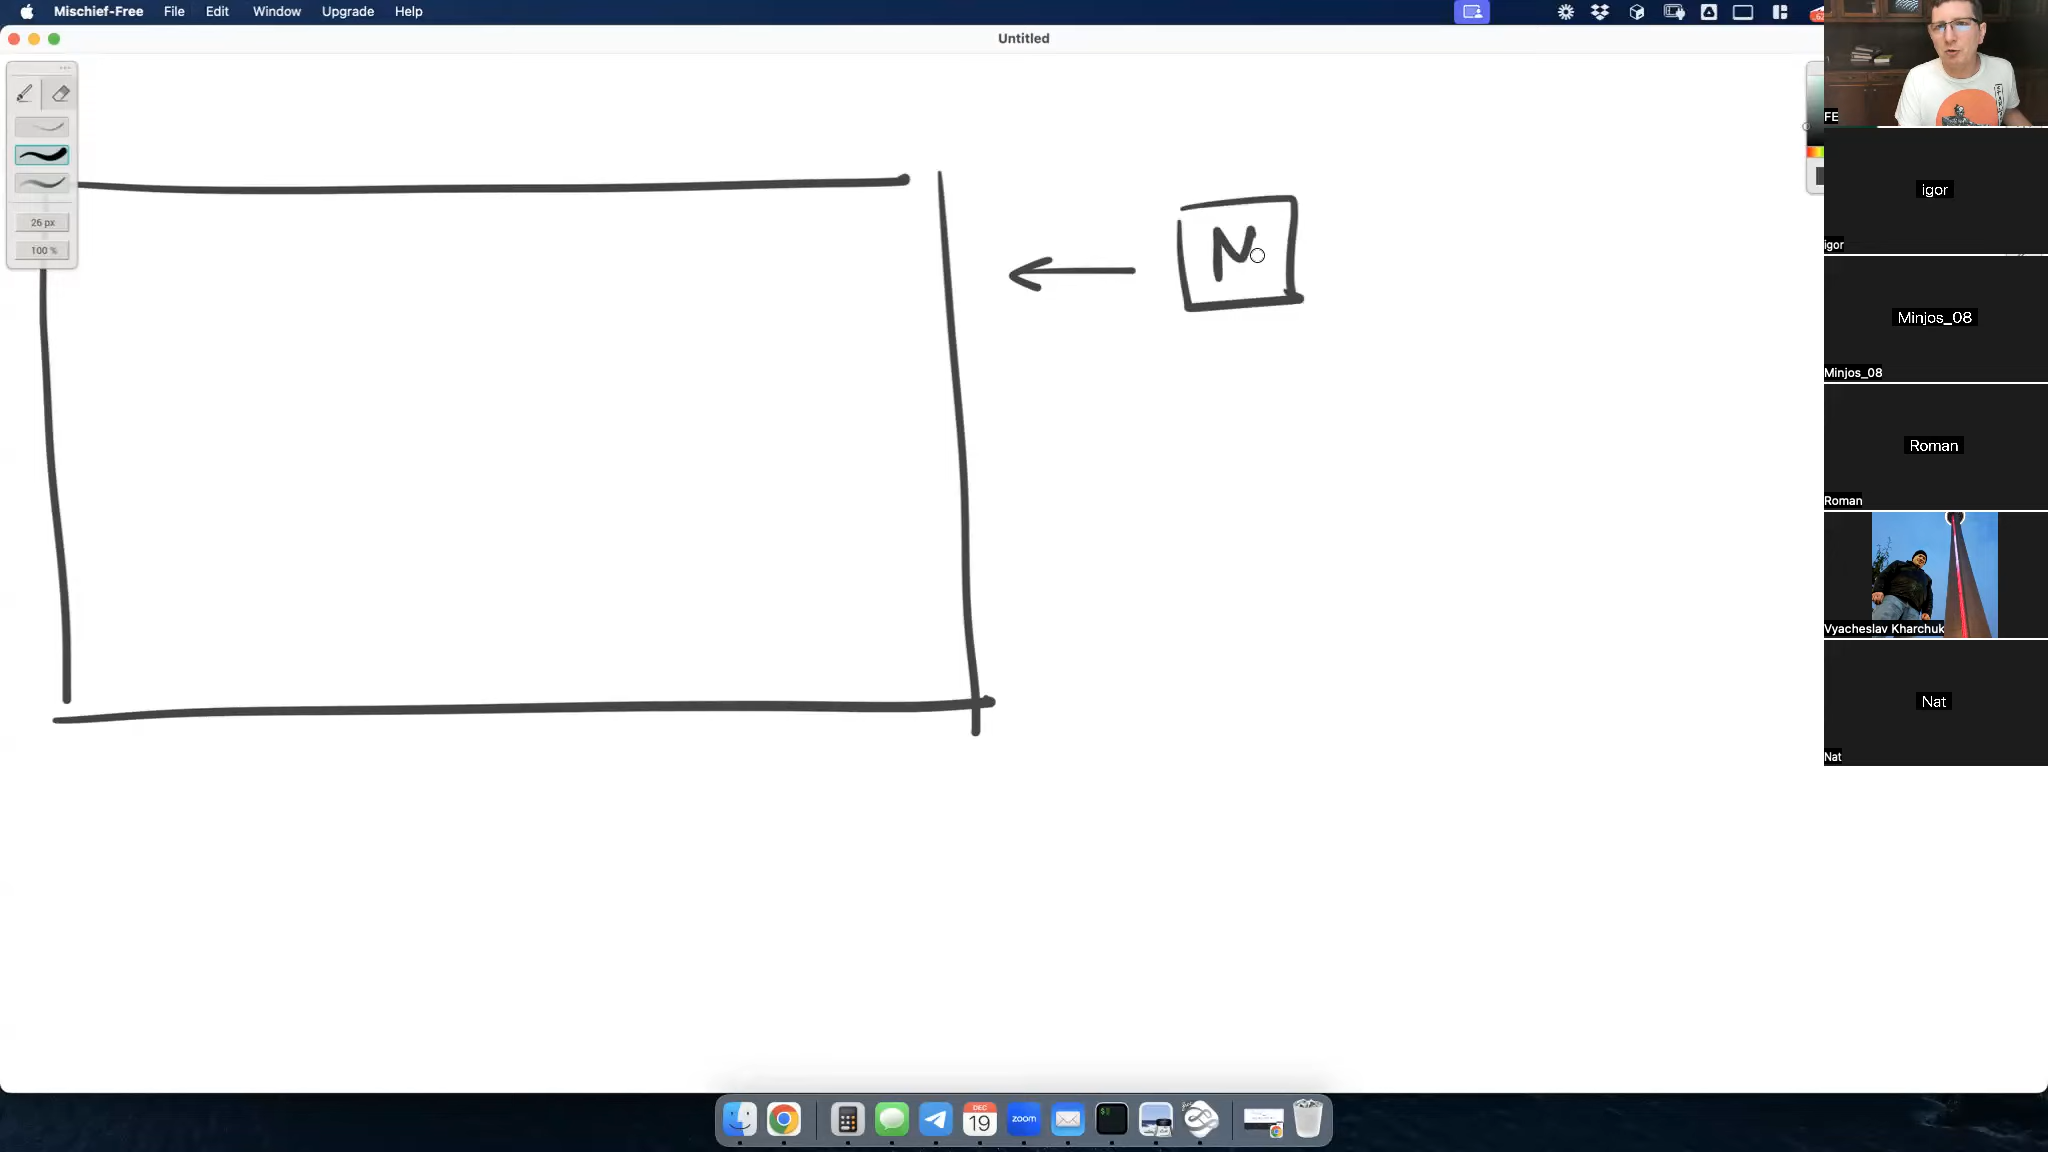 Mischief-Free File Edit Window Upgrade Help
Untitled
26 px
100 %
N
FE
igor
igor
Minjos_08
Minjos_08
Roman
Roman
Vyacheslav Kharchuk
Nat
Nat
DEC
19
zoom